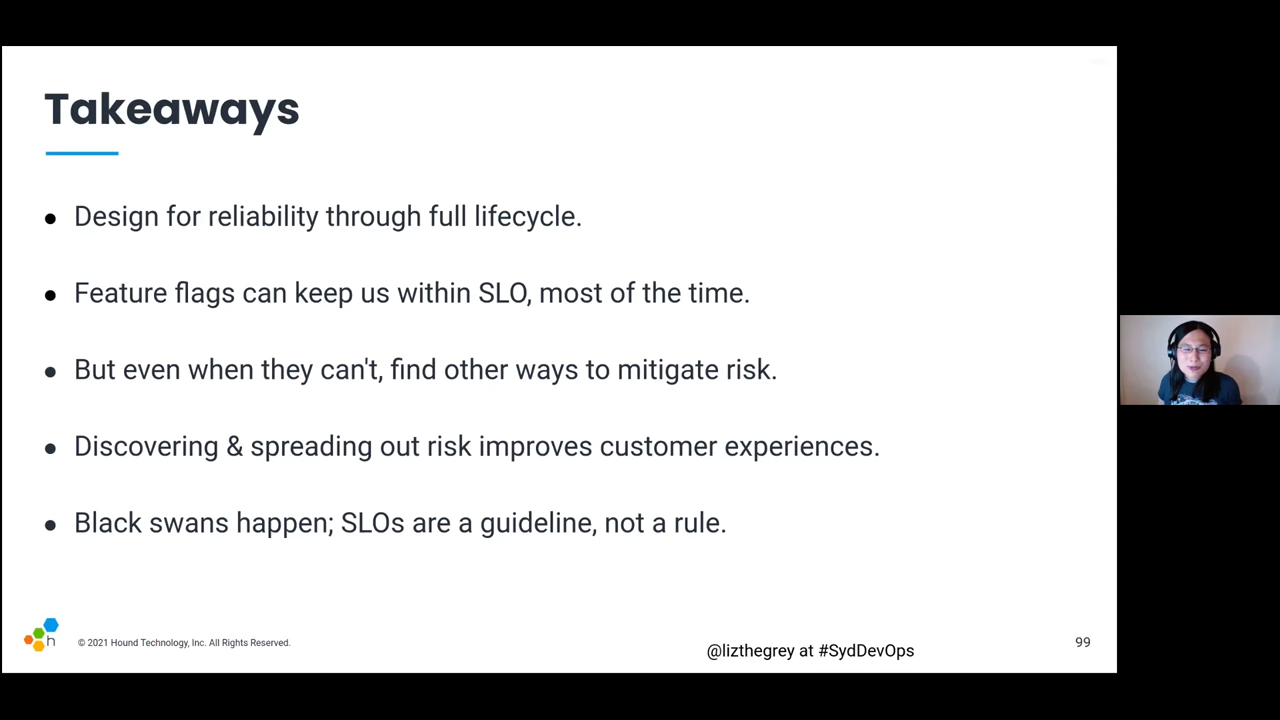 Takeaways
● Design for reliability through full lifecycle.
● Feature flags can keep us within SLO, most of the time.
● But even when they can't, find other ways to mitigate risk.
● Discovering & spreading out risk improves customer experiences.
● Black swans happen; SLOs are a guideline, not a rule.
h
© 2021 Hound Technology, Inc. All Rights Reserved.
@lizthegrey at #SydDevOps
99